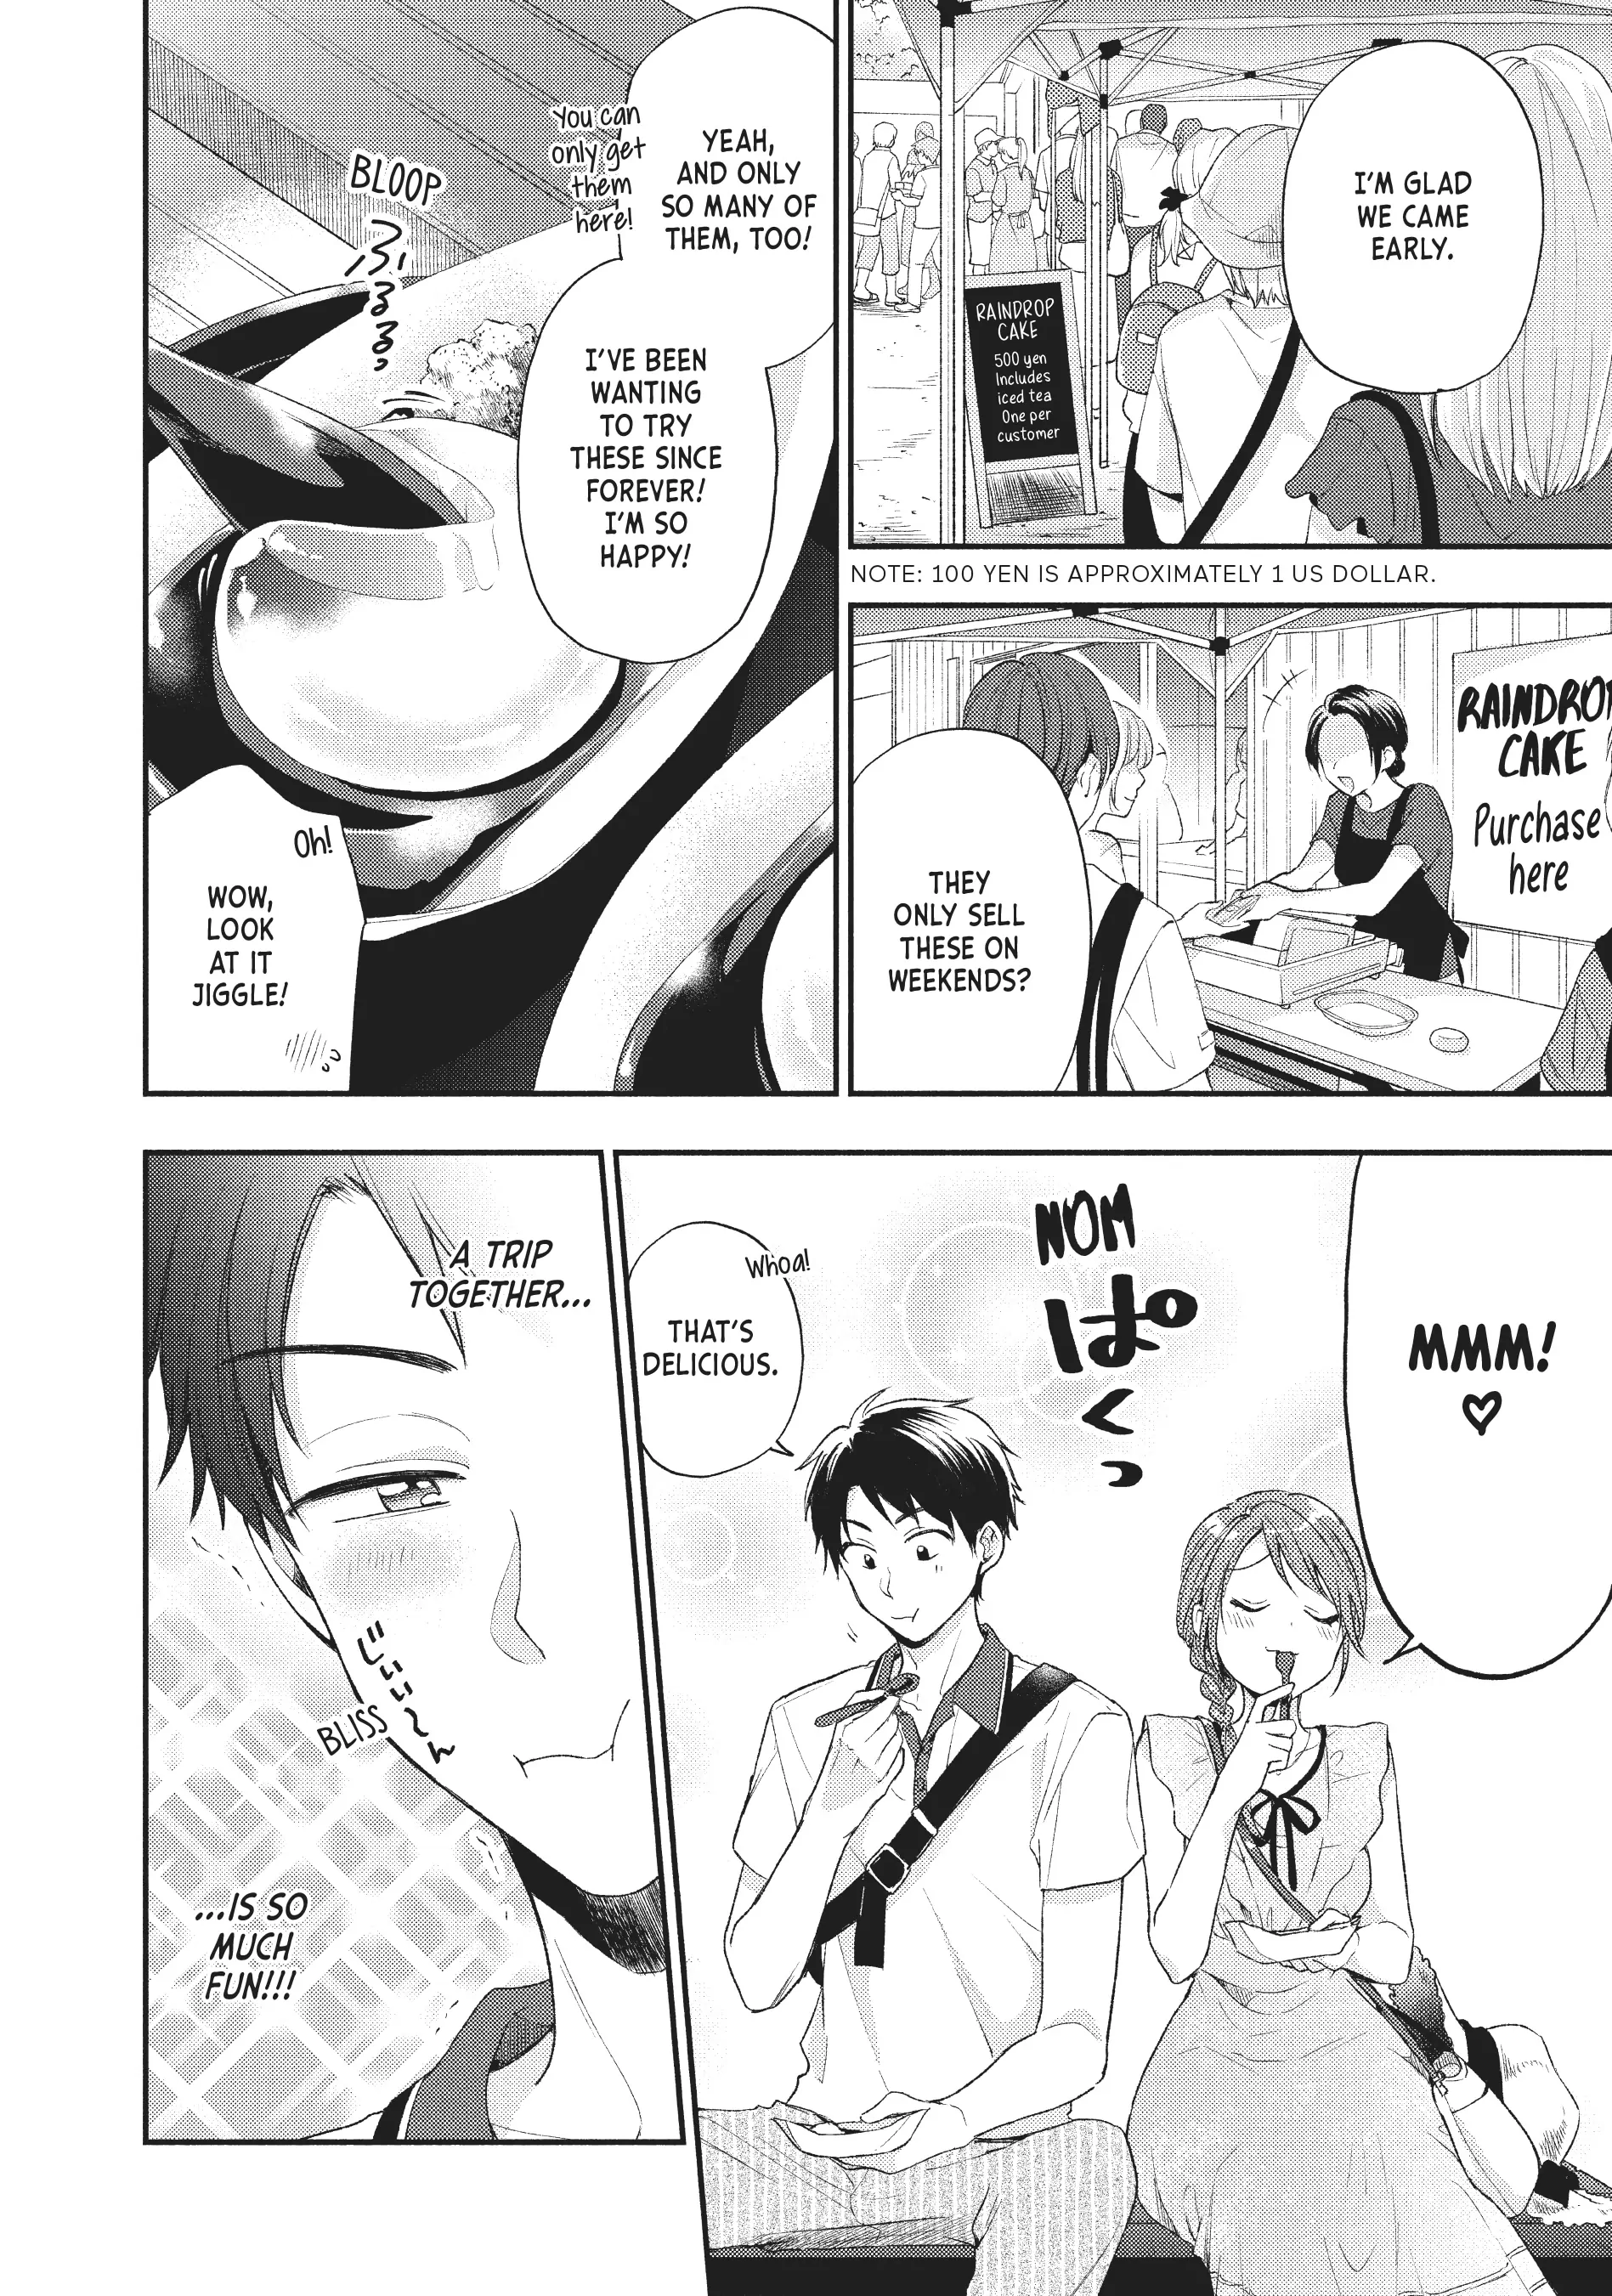 I'M GLAD
WE CAME
EARLY.
RAINDROP
CAKE
500 yen
Includes
iced tea
One per
customer
NOTE: 100 YEN IS APPROXIMATELY 1 US DOLLAR.
RAINDROP
CAKE
Purchase
here
THEY
ONLY SELL
THESE ON
WEEKENDS?
YEAH,
AND ONLY
SO MANY OF
THEM, TOO!
You can
only get
them
here!
I'VE BEEN
WANTING
TO TRY
THESE SINCE
FOREVER!
I'M SO
HAPPY!
BLOOP
ふるるっ
Oh!
WOW,
LOOK
AT IT
JIGGLE!
MMM!
♡
NOM
ぱくっ
Whoa!
THAT'S
DELICIOUS.
A TRIP
TOGETHER...
じぃぃ〜ん
BLISS
...IS SO
MUCH
FUN!!!